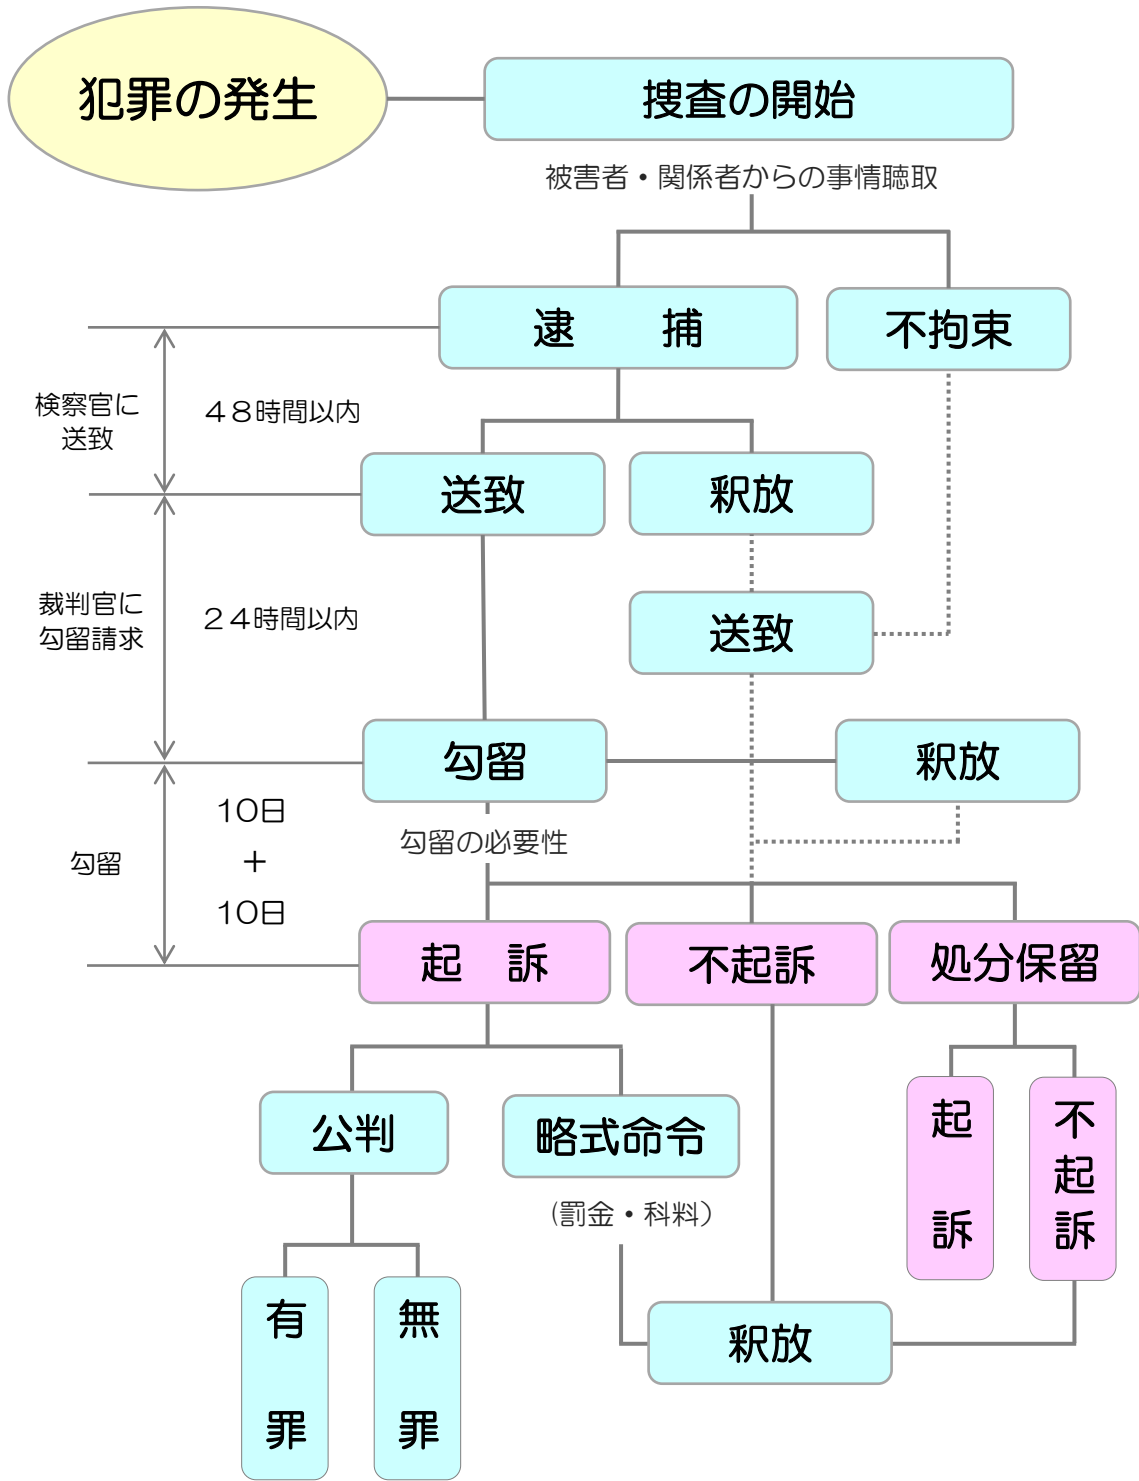 犯罪の発生
捜査の開始
被害者・関係者からの事情聴取
逮　捕
不拘束
検察官に
送致
４８時間以内
送致
釈放
裁判官に
勾留請求
２４時間以内
送致
勾留
釈放
勾留
10日
＋
10日
勾留の必要性
起　訴
不起訴
処分保留
公判
略式命令
(罰金・科料）
起訴
不起訴
有罪
無罪
釈放